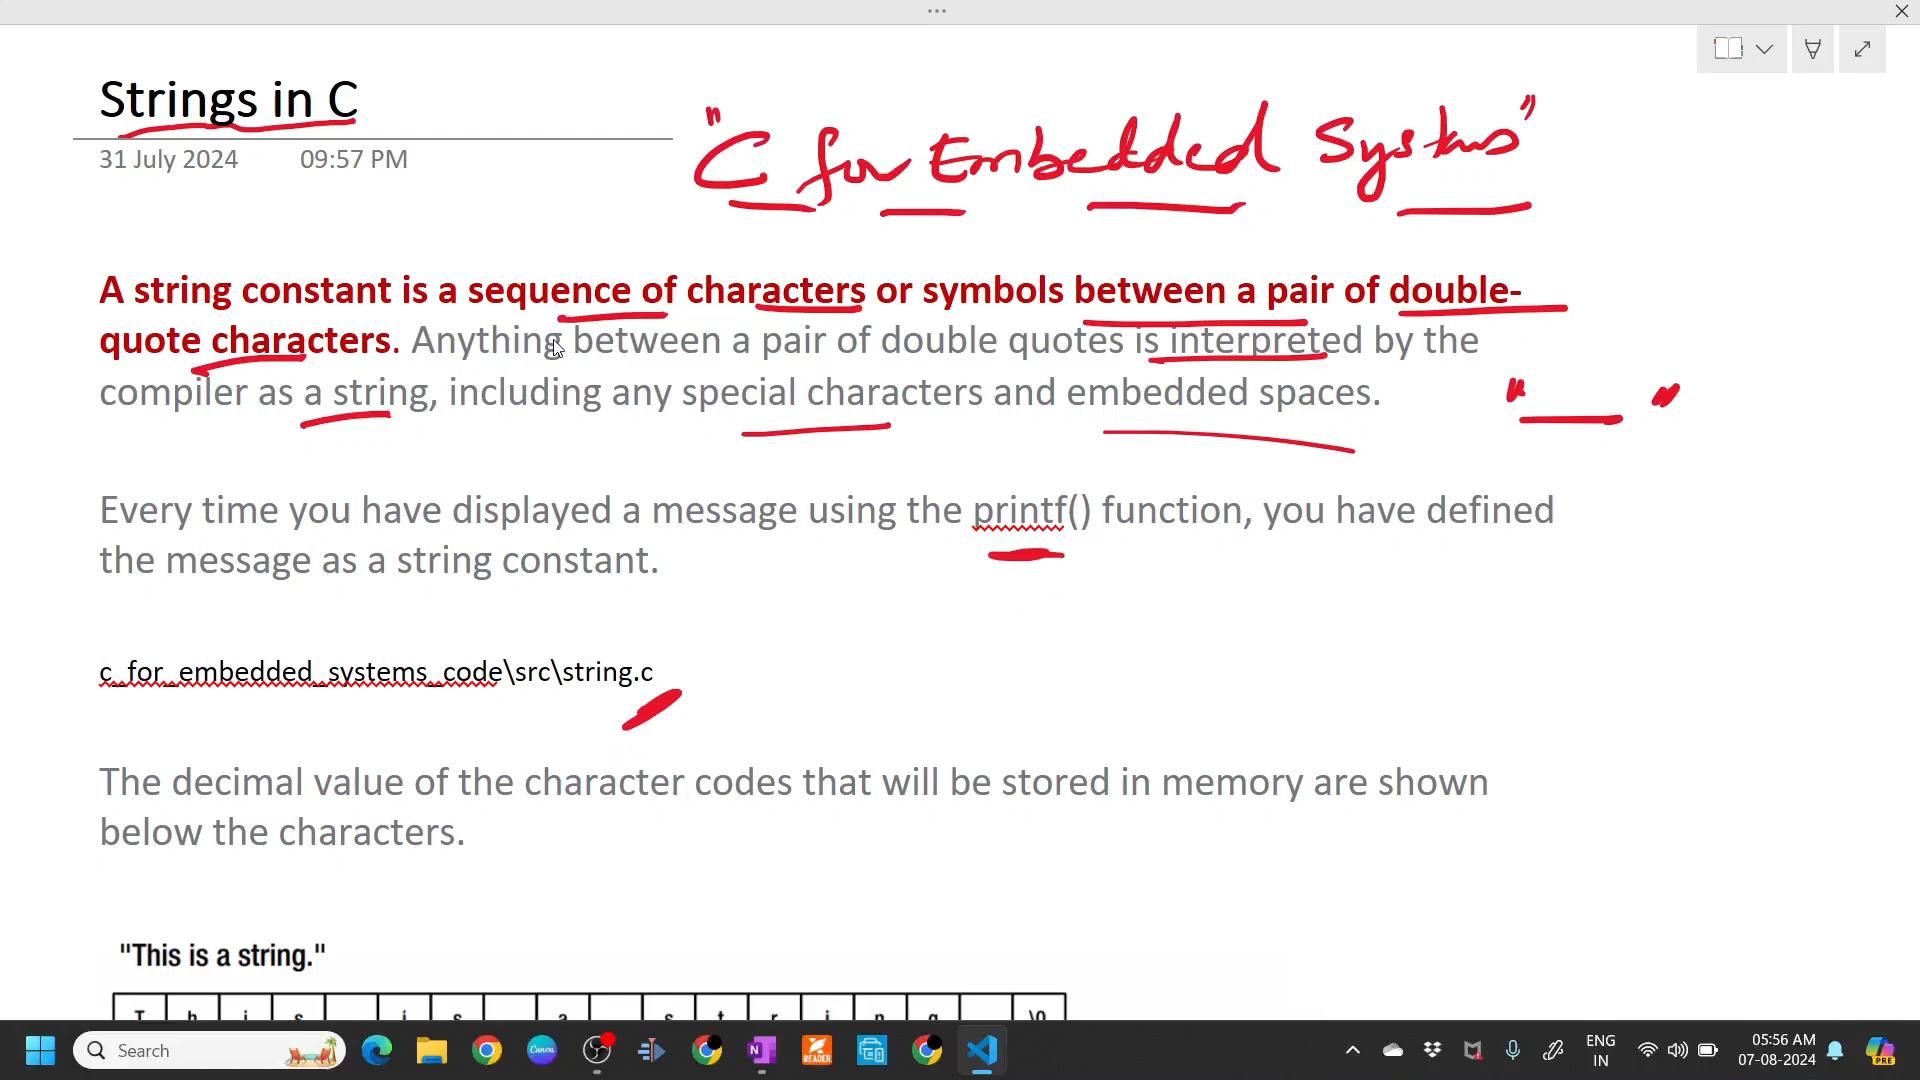 Strings in C
31 July 2024 09:57 PM
"C for Embedded Systems"
A string constant is a sequence of characters or symbols between a pair of double-
quote characters. Anything between a pair of double quotes is interpreted by the
compiler as a string, including any special characters and embedded spaces.
" "
Every time you have displayed a message using the printf() function, you have defined
the message as a string constant.
c_for_embedded_systems_code\src\string.c
The decimal value of the character codes that will be stored in memory are shown
below the characters.
"This is a string."
T h i s i s a s t r i n g . \0
Search
Canva
READER
N
ENG
IN
05:56 AM
07-08-2024
PRE